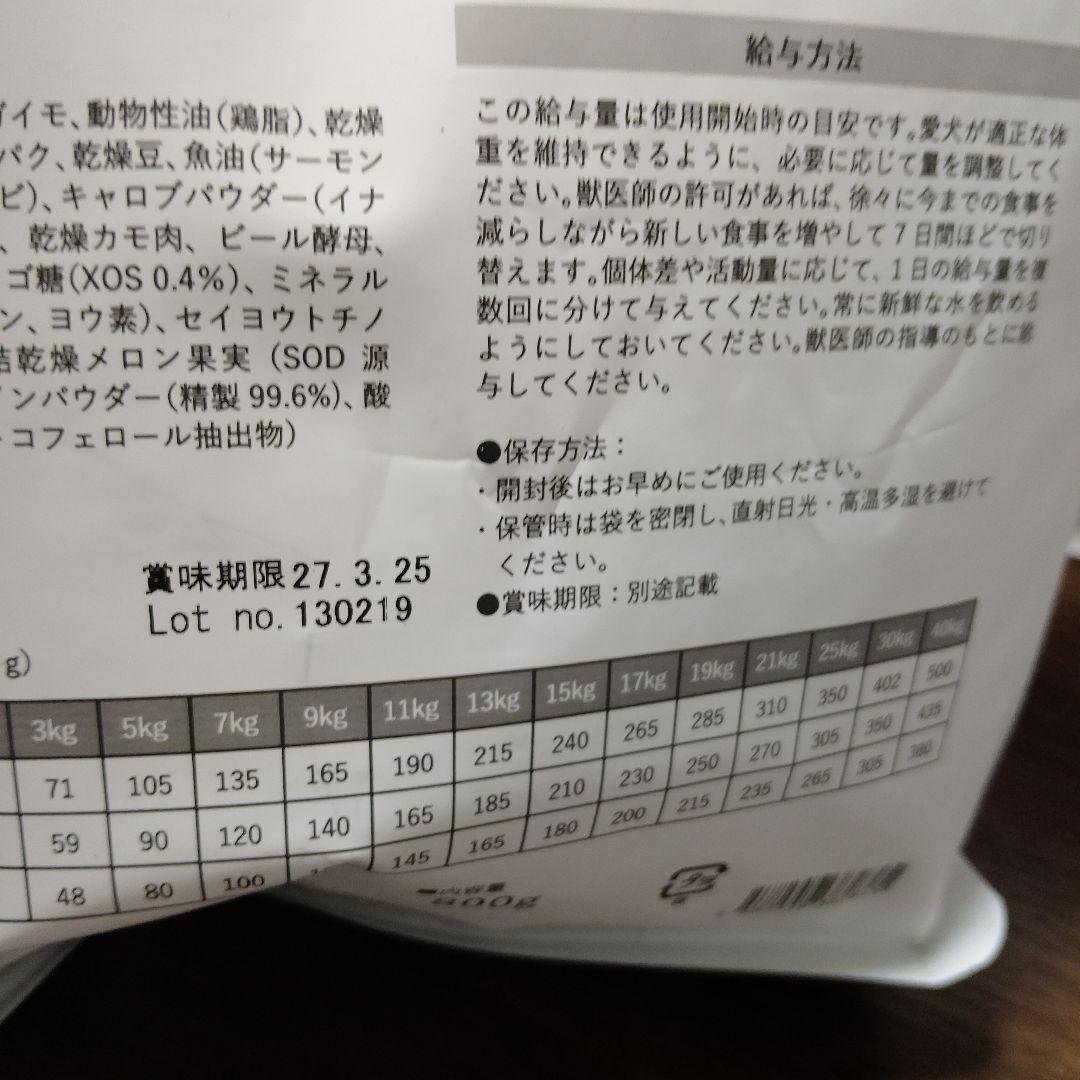 給与方法
この給与量は使用開始時の目安です。愛犬が適正な体
重を維持できるように、必要に応じて量を調整してく
ださい。獣医師の許可があれば、徐々に今までの食事を
減らしながら新しい食事を増やして7日間ほどで切り
替えます。個体差や活動量に応じて、1日の給与量を複
数回に分けて与えてください。常に新鮮な水を飲める
ようにしておいてください。獣医師の指導のもとに給
与してください。
●保存方法：
・開封後はお早めにご使用ください。
・保管時は袋を密閉し、直射日光・高温多湿を避けて
ください。
●賞味期限：別途記載
ガイモ、動物性油（鶏脂）、乾燥
パク、乾燥豆、魚油（サーモン
ビ）、キャロブパウダー（イナ
、乾燥カモ肉、ビール酵母、
ゴ糖（XOS 0.4%）、ミネラル
ン、ヨウ素）、セイヨウトチノ
結乾燥メロン果実（SOD 源
ンパウダー（精製 99.6%）、酸
トコフェロール抽出物）
賞味期限27.3.25
Lot no.130219
g）
3kg 5kg 7kg 9kg 11kg 13kg 15kg 17kg 19kg 21kg 25kg 30kg 40kg
71 105 135 165 190 215 240 265 285 310 350 402 500
59 90 120 140 165 185 210 230 250 270 305 350 435
48 80 100 145 165 180 200 215 235 265 305 380
内容量
800g